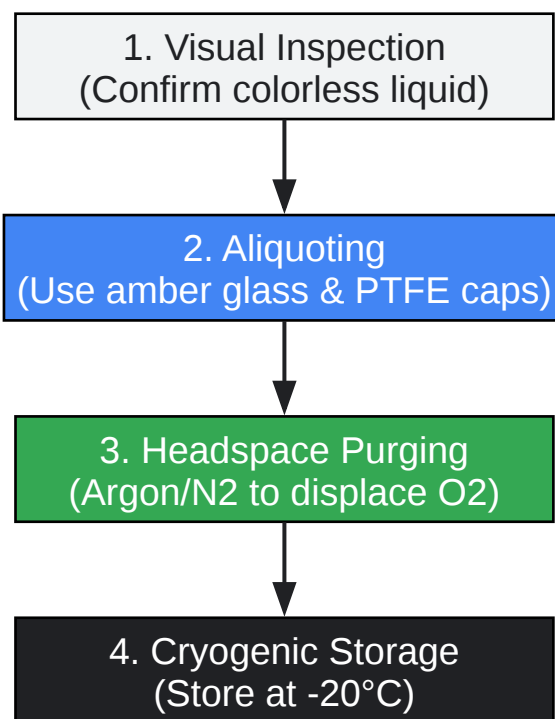 1. Visual Inspection
(Confirm colorless liquid)
2. Aliquoting
(Use amber glass & PTFE caps)
3. Headspace Purging
(Argon/N2 to displace O2)
4. Cryogenic Storage
(Store at -20°C)